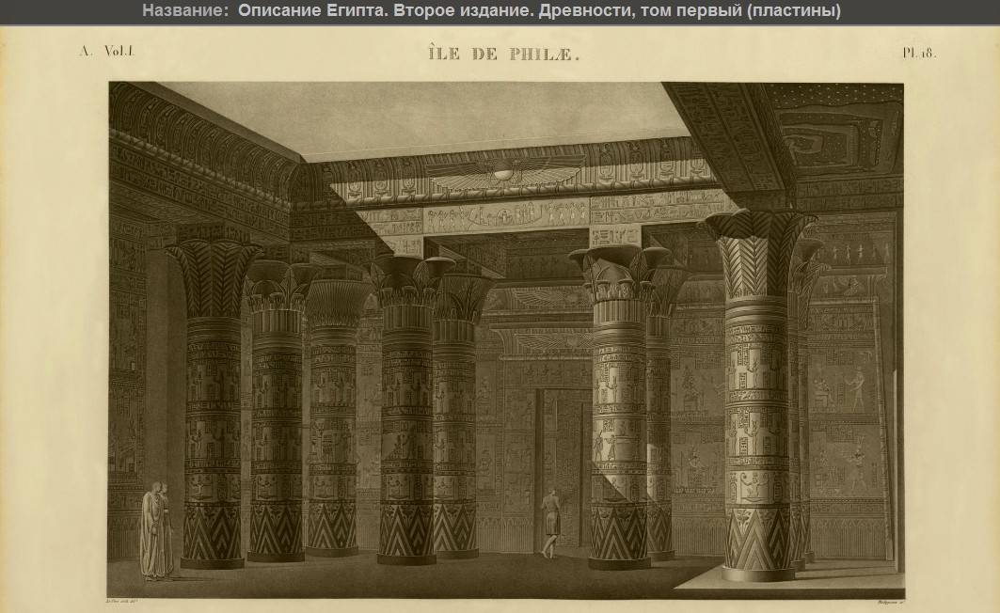 Название: Описание Египта. Второе издание. Древности, том первый (пластины)
A. Vol. I.
ÎLE DE PHILÆ.
Pl. 18.